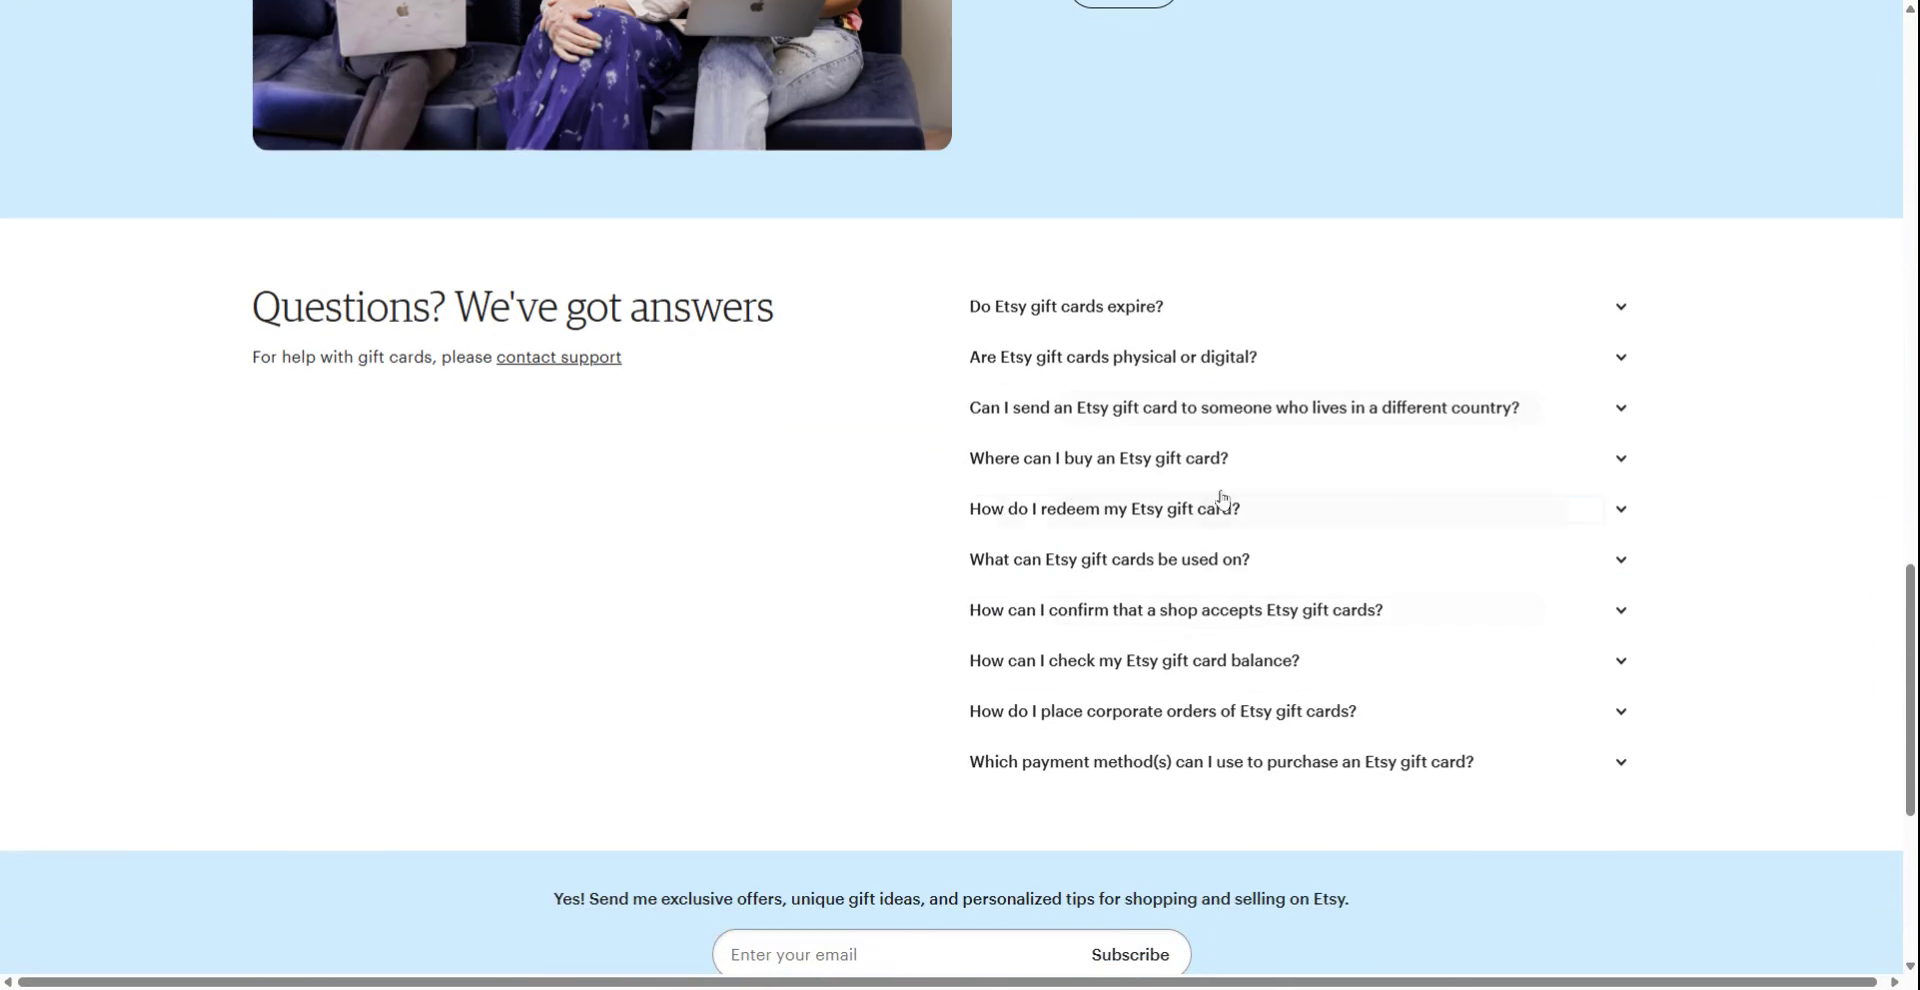 Questions? We've got answers
For help with gift cards, please contact support
Do Etsy gift cards expire?
Are Etsy gift cards physical or digital?
Can I send an Etsy gift card to someone who lives in a different country?
Where can I buy an Etsy gift card?
How do I redeem my Etsy gift card?
What can Etsy gift cards be used on?
How can I confirm that a shop accepts Etsy gift cards?
How can I check my Etsy gift card balance?
How do I place corporate orders of Etsy gift cards?
Which payment method(s) can I use to purchase an Etsy gift card?
Yes! Send me exclusive offers, unique gift ideas, and personalized tips for shopping and selling on Etsy.
Enter your email
Subscribe